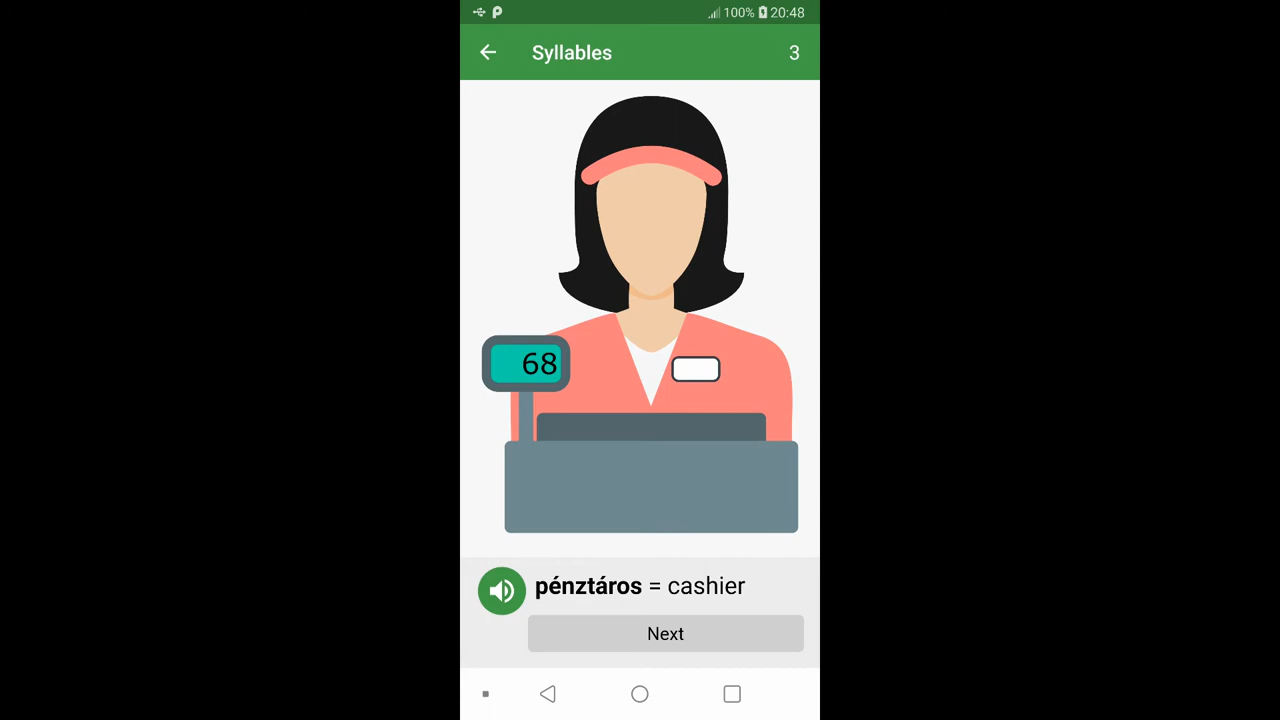 100% 20:48
Syllables 3
68
pénztáros = cashier
Next